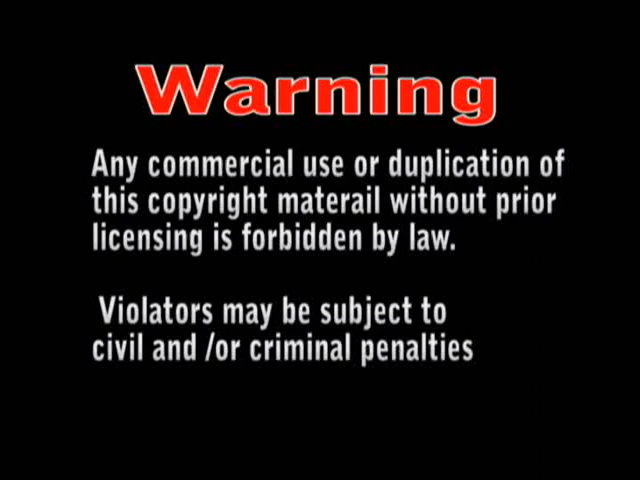 Warning
Any commercial use or duplication of
this copyright materail without prior
licensing is forbidden by law.
Violators may be subject to
civil and /or criminal penalties